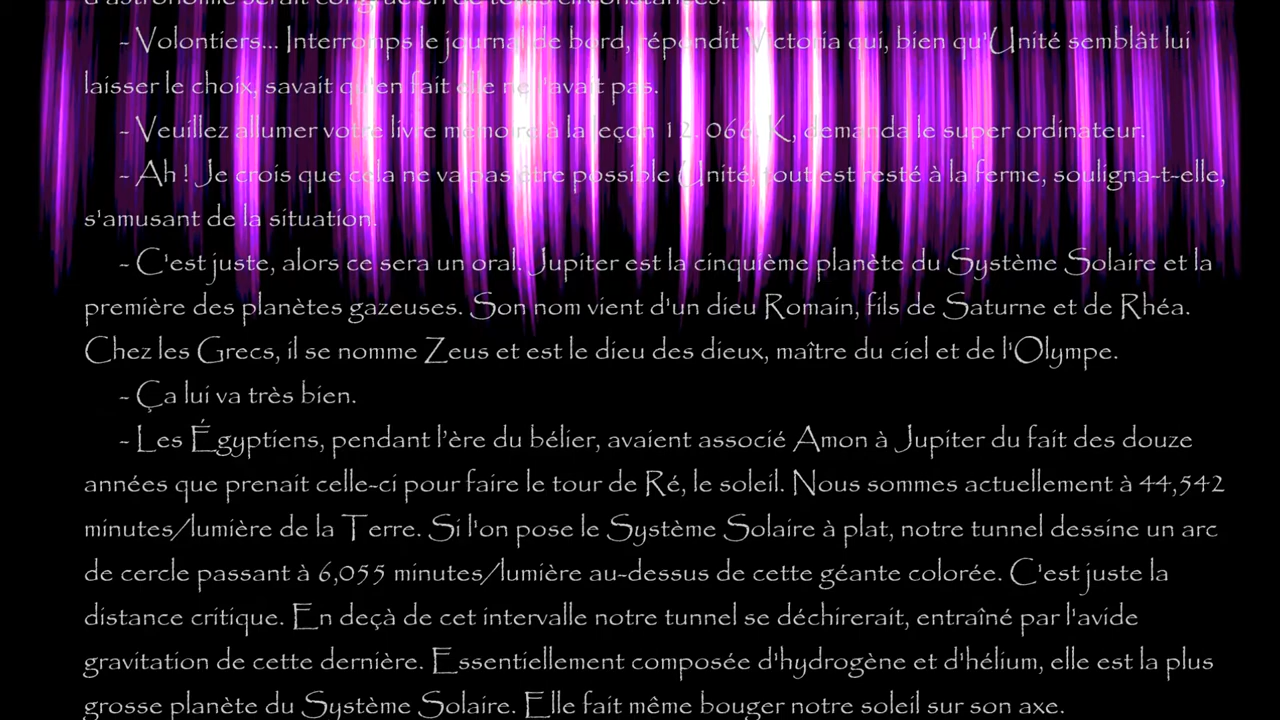 d'astronomie serait conçue en de telles circonstances.
- Volontiers... Interromps le journal de bord, répondit Victoria qui, bien qu'Unité semblât lui
laisser le choix, savait qu'en fait elle ne l'avait pas.
- Veuillez allumer votre livre mémoire à la leçon 12. 066. K, demanda le super ordinateur.
- Ah ! Je crois que cela ne va pas être possible Unité, tout est resté à la ferme, souligna-t-elle,
s'amusant de la situation.
- C'est juste, alors ce sera un oral. Jupiter est la cinquième planète du Système Solaire et la
première des planètes gazeuses. Son nom vient d'un dieu Romain, fils de Saturne et de Rhéa.
Chez les Grecs, il se nomme Zeus et est le dieu des dieux, maître du ciel et de l'Olympe.
- Ça lui va très bien.
- Les Égyptiens, pendant l'ère du bélier, avaient associé Amon à Jupiter du fait des douze
années que prenait celle-ci pour faire le tour de Ré, le soleil. Nous sommes actuellement à 44,542
minutes/lumière de la Terre. Si l'on pose le Système Solaire à plat, notre tunnel dessine un arc
de cercle passant à 6,055 minutes/lumière au-dessus de cette géante colorée. C'est juste la
distance critique. En deçà de cet intervalle notre tunnel se déchirerait, entraîné par l'avide
gravitation de cette dernière. Essentiellement composée d'hydrogène et d'hélium, elle est la plus
grosse planète du Système Solaire. Elle fait même bouger notre soleil sur son axe.